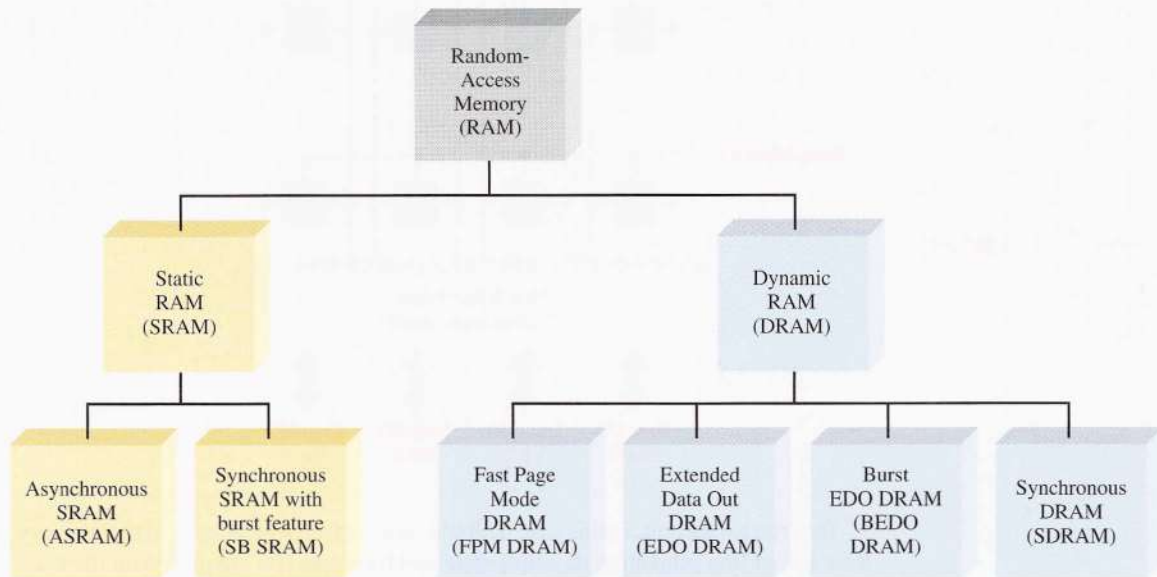 Random-
Access
Memory
(RAM)
Static
RAM
(SRAM)
Dynamic
RAM
(DRAM)
Asynchronous
SRAM
(ASRAM)
Synchronous
SRAM with
burst feature
(SB SRAM)
Fast Page
Mode
DRAM
(FPM DRAM)
Extended
Data Out
DRAM
(EDO DRAM)
Burst
EDO DRAM
(BEDO
DRAM)
Synchronous
DRAM
(SDRAM)